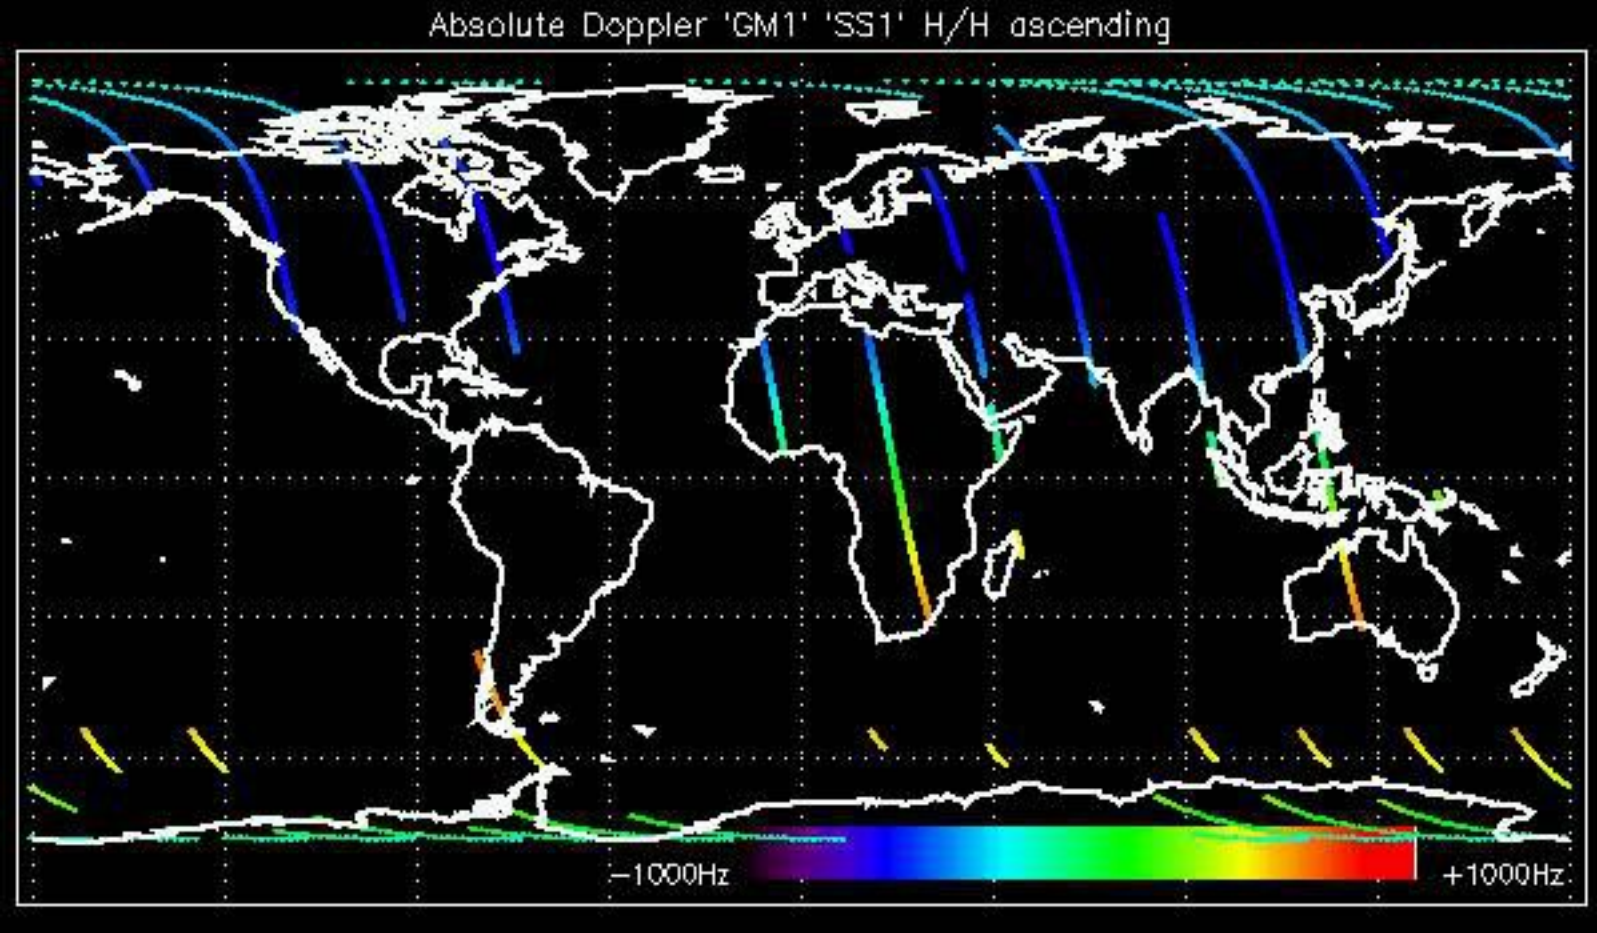 Absolute Doppler 'GM1' 'SS1' H/H ascending
−1000Hz
+1000Hz